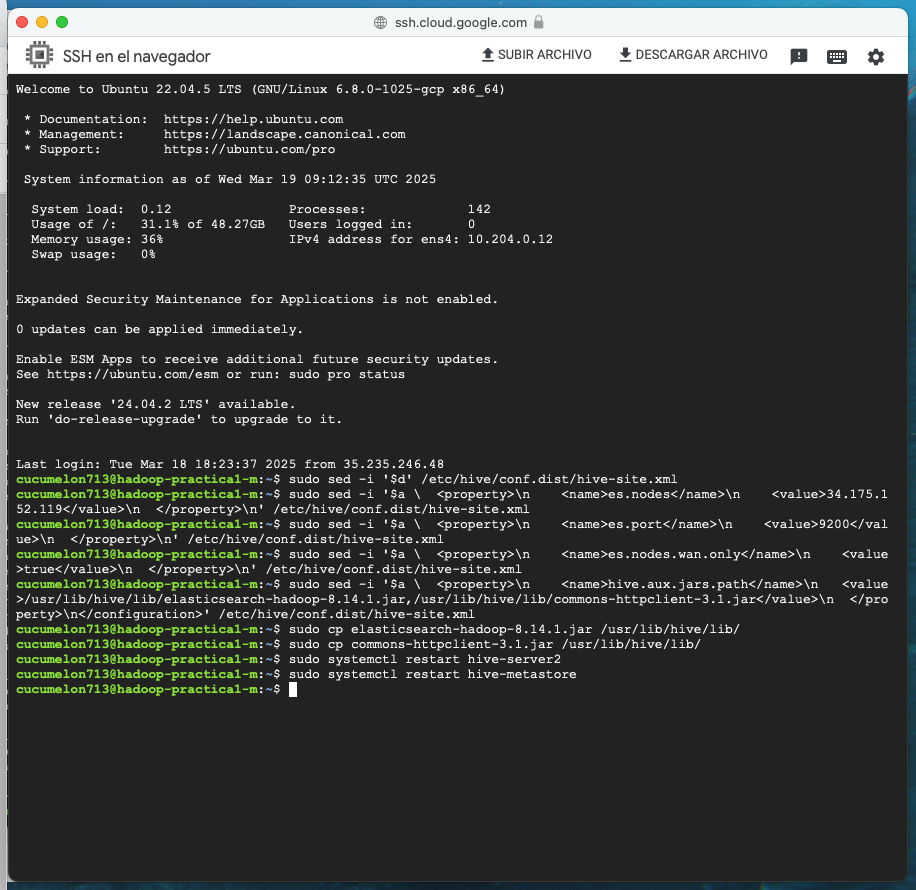 ssh.cloud.google.com
SSH en el navegador
SUBIR ARCHIVO
DESCARGAR ARCHIVO
Welcome to Ubuntu 22.04.5 LTS (GNU/Linux 6.8.0-1025-gcp x86_64)
* Documentation:  https://help.ubuntu.com
* Management:     https://landscape.canonical.com
* Support:        https://ubuntu.com/pro
System information as of Wed Mar 19 09:12:35 UTC 2025
System load:  0.12               Processes:             142
Usage of /:   31.1% of 48.27GB   Users logged in:       0
Memory usage: 36%                IPv4 address for ens4: 10.204.0.12
Swap usage:   0%
Expanded Security Maintenance for Applications is not enabled.
0 updates can be applied immediately.
Enable ESM Apps to receive additional future security updates.
See https://ubuntu.com/esm or run: sudo pro status
New release '24.04.2 LTS' available.
Run 'do-release-upgrade' to upgrade to it.
Last login: Tue Mar 18 18:23:37 2025 from 35.235.246.48
cucumelon713@hadoop-practica1-m:~$ sudo sed -i '$d' /etc/hive/conf.dist/hive-site.xml
cucumelon713@hadoop-practica1-m:~$ sudo sed -i '$a \  <property>\n    <name>es.nodes</name>\n    <value>34.175.1
52.119</value>\n  </property>\n' /etc/hive/conf.dist/hive-site.xml
cucumelon713@hadoop-practica1-m:~$ sudo sed -i '$a \  <property>\n    <name>es.port</name>\n    <value>9200</val
ue>\n  </property>\n' /etc/hive/conf.dist/hive-site.xml
cucumelon713@hadoop-practica1-m:~$ sudo sed -i '$a \  <property>\n    <name>es.nodes.wan.only</name>\n    <value
>true</value>\n  </property>\n' /etc/hive/conf.dist/hive-site.xml
cucumelon713@hadoop-practica1-m:~$ sudo sed -i '$a \  <property>\n    <name>hive.aux.jars.path</name>\n   <value
>/usr/lib/hive/lib/elasticsearch-hadoop-8.14.1.jar,/usr/lib/hive/lib/commons-httpclient-3.1.jar</value>\n  </pro
perty>\n</configuration>' /etc/hive/conf.dist/hive-site.xml
cucumelon713@hadoop-practica1-m:~$ sudo cp elasticsearch-hadoop-8.14.1.jar /usr/lib/hive/lib/
cucumelon713@hadoop-practica1-m:~$ sudo cp commons-httpclient-3.1.jar /usr/lib/hive/lib/
cucumelon713@hadoop-practica1-m:~$ sudo systemctl restart hive-server2
cucumelon713@hadoop-practica1-m:~$ sudo systemctl restart hive-metastore
cucumelon713@hadoop-practica1-m:~$